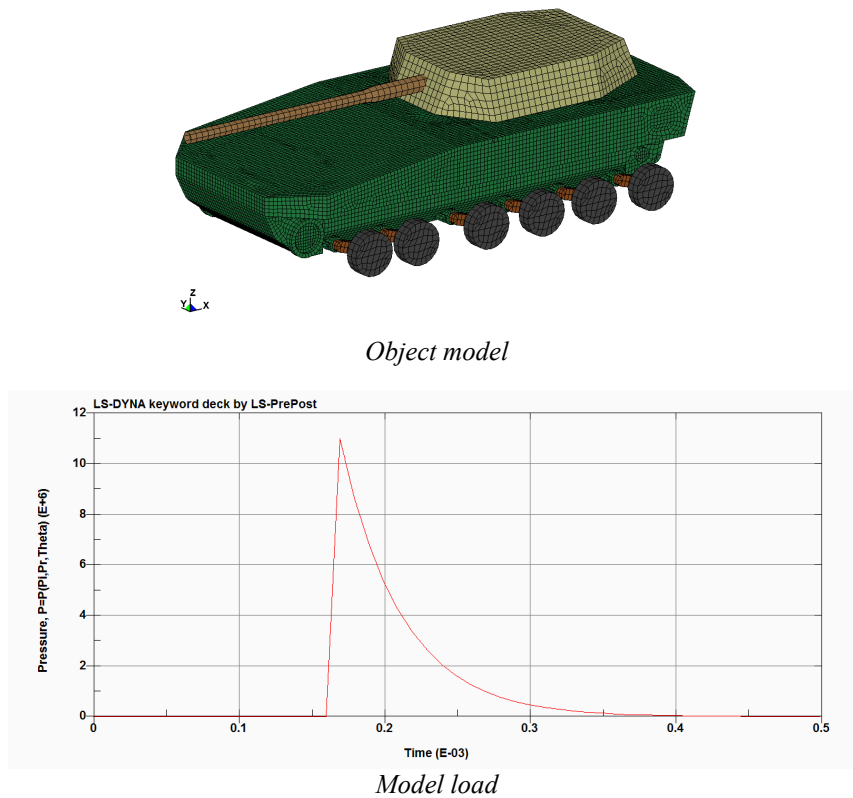 Z
Y X
Object model
LS-DYNA keyword deck by LS-PrePost
Pressure, P=P(Pi,Pr,Theta) (E+6)
12
10
8
6
4
2
0
0 0.1 0.2 0.3 0.4 0.5
Time (E-03)
Model load